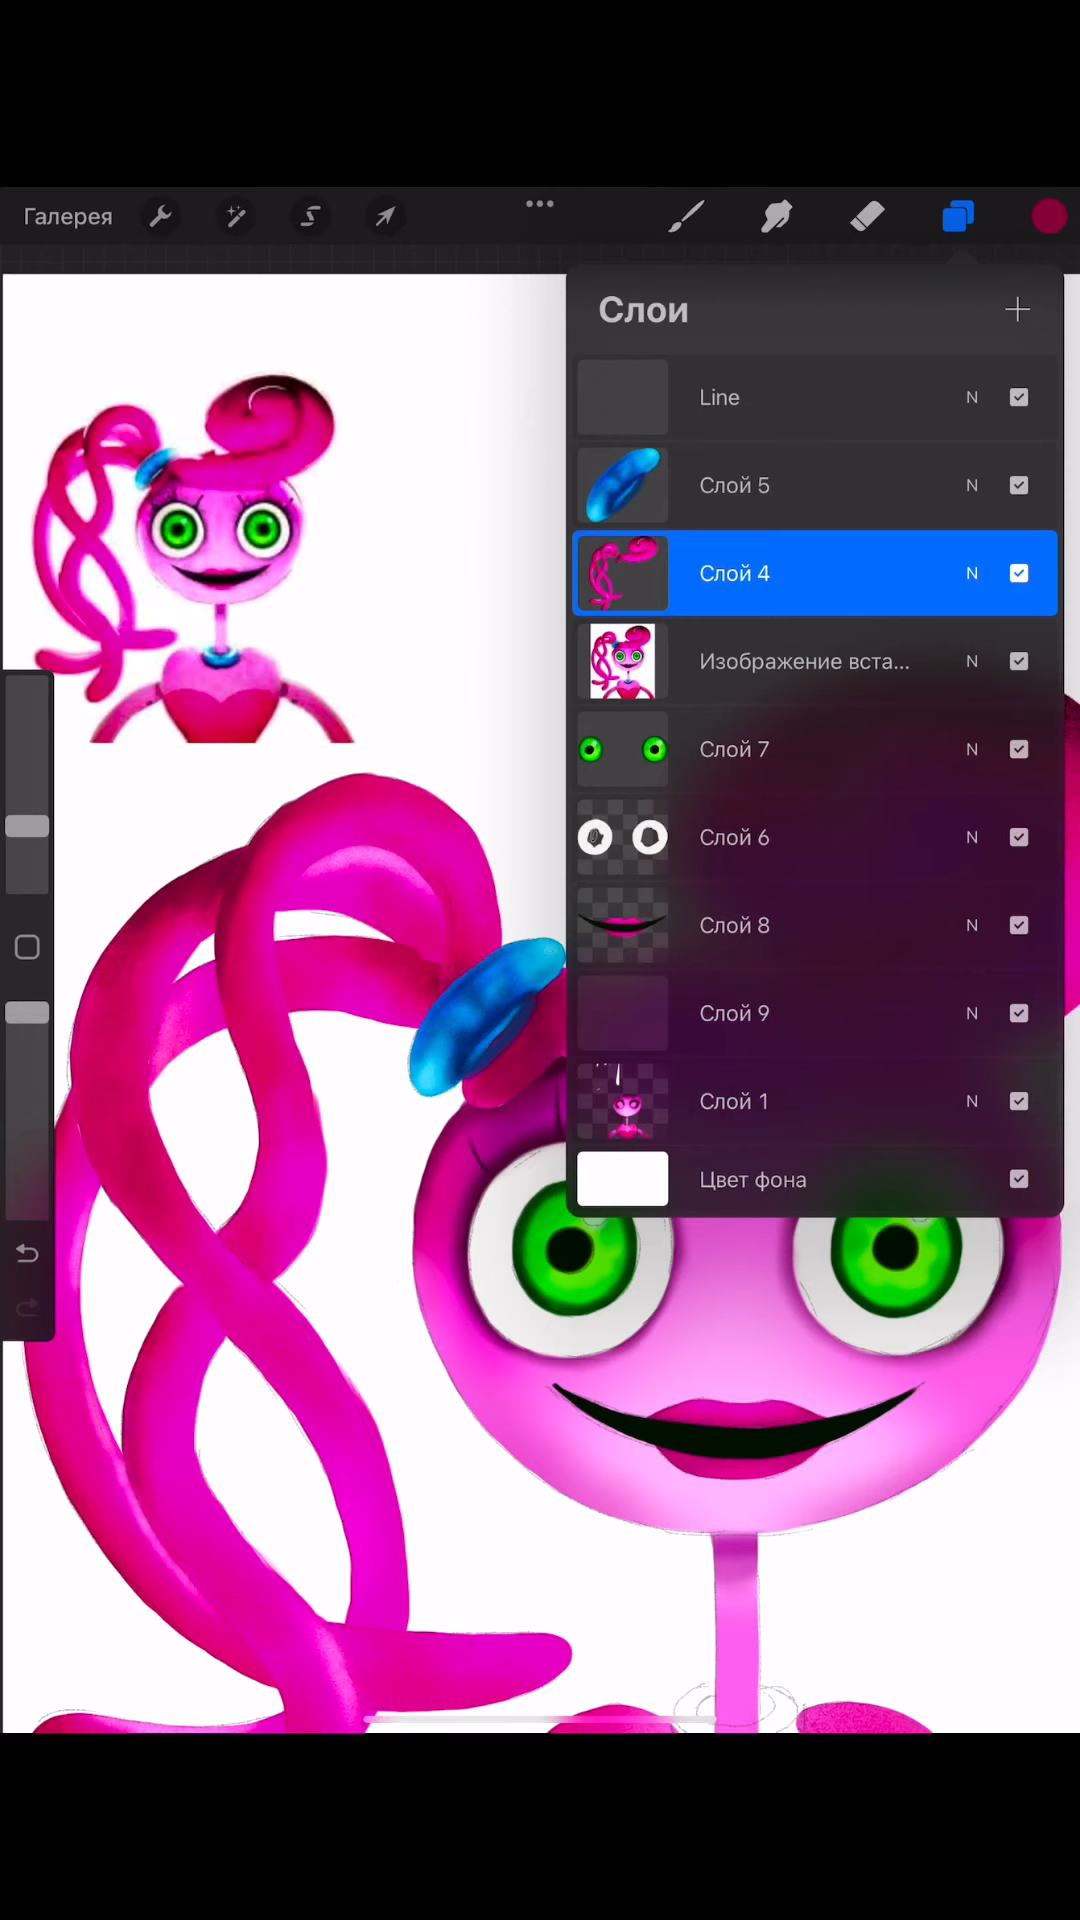 Галерея
Слои
Line N
Слой 5 N
Слой 4 N
Изображение вста... N
Слой 7 N
Слой 6 N
Слой 8 N
Слой 9 N
Слой 1 N
Цвет фона